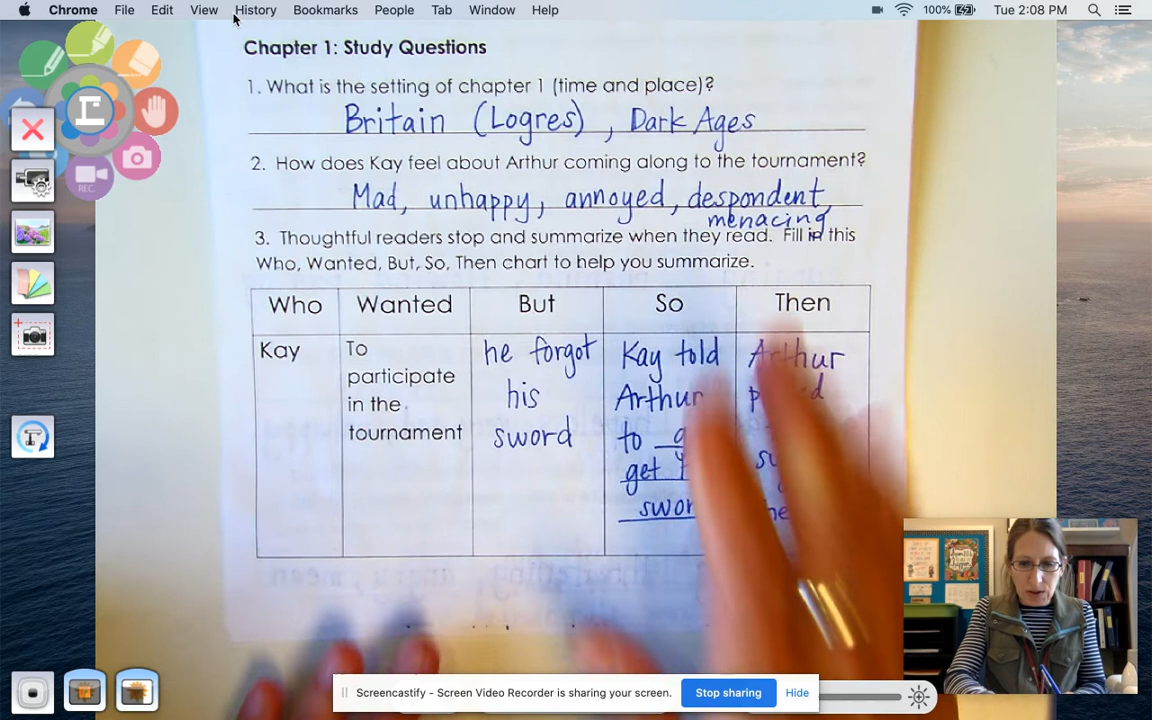 Chrome File Edit View History Bookmarks People Tab Window Help 100% Tue 2:08 PM
Chapter 1: Study Questions
1. What is the setting of chapter 1 (time and place)?
Britain (Logres), Dark Ages
2. How does Kay feel about Arthur coming along to the tournament?
Mad, unhappy, annoyed, despondent,
menacing
3. Thoughtful readers stop and summarize when they read. Fill in this
Who, Wanted, But, So, Then chart to help you summarize.
Who Wanted But So Then
Kay
To
participate
in the
tournament
he forgot
his
sword
Kay told
Arthur
to
get
Arthur
REC
Screencastify - Screen Video Recorder is sharing your screen. Stop sharing Hide